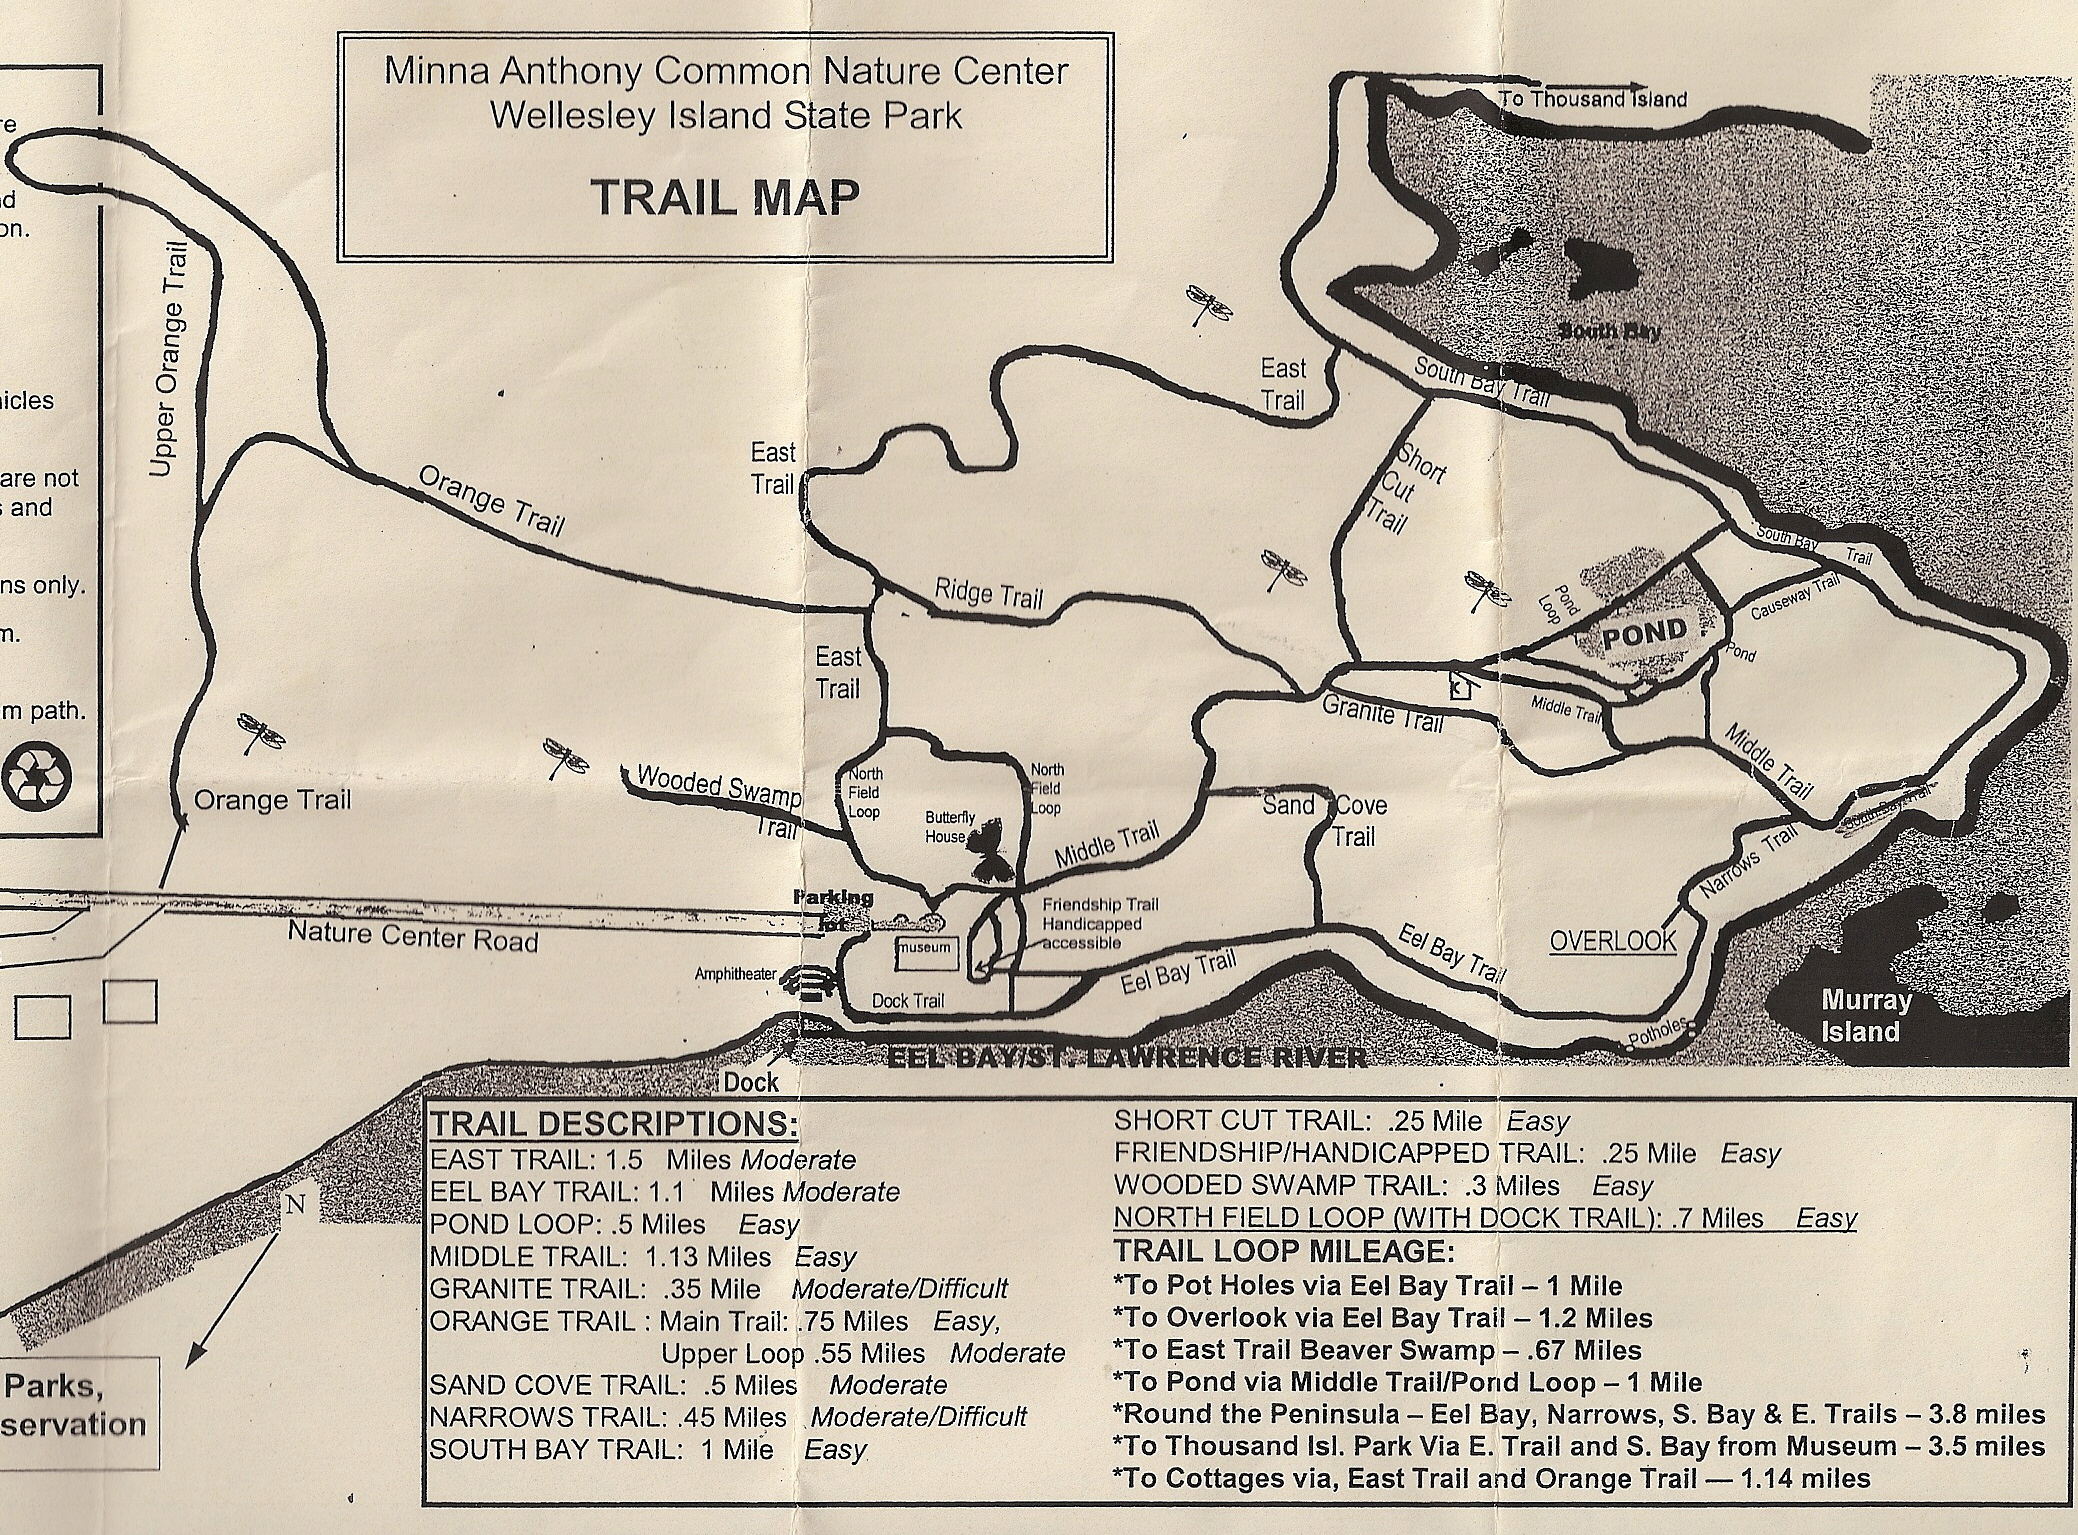 Minna Anthony Common Nature Center
Wellesley Island State Park
TRAIL MAP
re
nd
on.
hicles
are not
s and
ns only.
m.
m path.
To Thousand Island
South Bay
Upper Orange Trail
Orange Trail
Orange Trail
East
Trail
East
Trail
East
Trail
South Bay Trail
Short
Cut
Trail
Ridge Trail
South Bay Trail
Causeway Trail
Pond
Loop
POND
Pond
Granite Trail
Middle Trail
Middle Trail
Wooded Swamp
Trail
North
Field
Loop
North
Field
Loop
Butterfly
House
Middle Trail
Sand Cove
Trail
South Bay Trail
Narrows Trail
Parking
lot
Nature Center Road
museum
Friendship Trail
Handicapped
accessible
Amphitheater
Dock Trail
Eel Bay Trail
Eel Bay Trail
OVERLOOK
Potholes
Murray
Island
EEL BAY/ST. LAWRENCE RIVER
Dock
N
Parks,
servation
TRAIL DESCRIPTIONS:
EAST TRAIL: 1.5 Miles Moderate
EEL BAY TRAIL: 1.1 Miles Moderate
POND LOOP: .5 Miles Easy
MIDDLE TRAIL: 1.13 Miles Easy
GRANITE TRAIL: .35 Mile Moderate/Difficult
ORANGE TRAIL : Main Trail: .75 Miles Easy,
Upper Loop .55 Miles Moderate
SAND COVE TRAIL: .5 Miles Moderate
NARROWS TRAIL: .45 Miles Moderate/Difficult
SOUTH BAY TRAIL: 1 Mile Easy
SHORT CUT TRAIL: .25 Mile Easy
FRIENDSHIP/HANDICAPPED TRAIL: .25 Mile Easy
WOODED SWAMP TRAIL: .3 Miles Easy
NORTH FIELD LOOP (WITH DOCK TRAIL): .7 Miles Easy
TRAIL LOOP MILEAGE:
*To Pot Holes via Eel Bay Trail – 1 Mile
*To Overlook via Eel Bay Trail – 1.2 Miles
*To East Trail Beaver Swamp – .67 Miles
*To Pond via Middle Trail/Pond Loop – 1 Mile
*Round the Peninsula – Eel Bay, Narrows, S. Bay & E. Trails – 3.8 miles
*To Thousand Isl. Park Via E. Trail and S. Bay from Museum – 3.5 miles
*To Cottages via, East Trail and Orange Trail — 1.14 miles